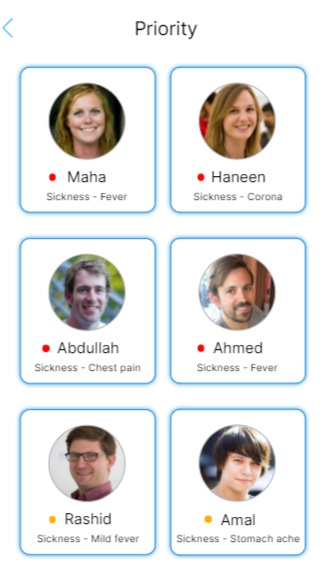 Priority
Maha
Sickness - Fever
Haneen
Sickness - Corona
Abdullah
Sickness - Chest pain
Ahmed
Sickness - Fever
Rashid
Sickness - Mild fever
Amal
Sickness - Stomach ache